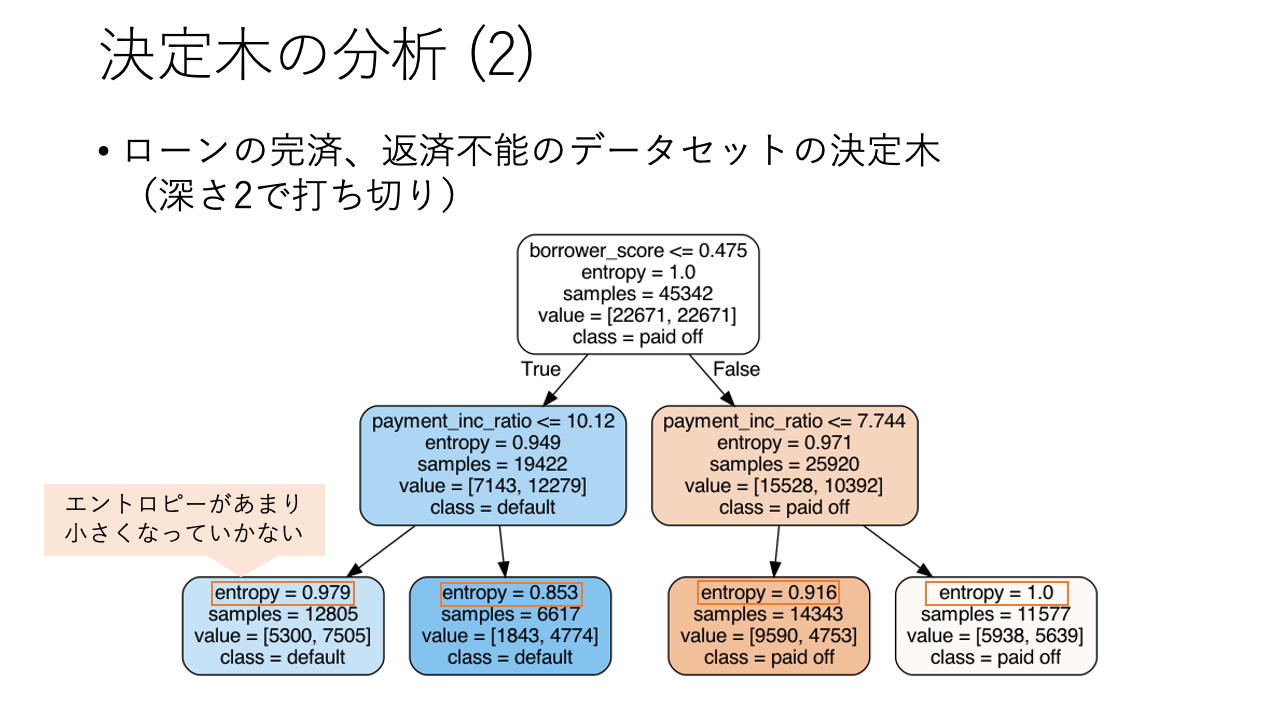 決定木の分析 (2)
• ローンの完済、返済不能のデータセットの決定木
（深さ2で打ち切り）
borrower_score <= 0.475
entropy = 1.0
samples = 45342
value = [22671, 22671]
class = paid off
True
False
payment_inc_ratio <= 10.12
entropy = 0.949
samples = 19422
value = [7143, 12279]
class = default
payment_inc_ratio <= 7.744
entropy = 0.971
samples = 25920
value = [15528, 10392]
class = paid off
エントロピーがあまり
小さくなっていかない
entropy = 0.979
samples = 12805
value = [5300, 7505]
class = default
entropy = 0.853
samples = 6617
value = [1843, 4774]
class = default
entropy = 0.916
samples = 14343
value = [9590, 4753]
class = paid off
entropy = 1.0
samples = 11577
value = [5938, 5639]
class = paid off